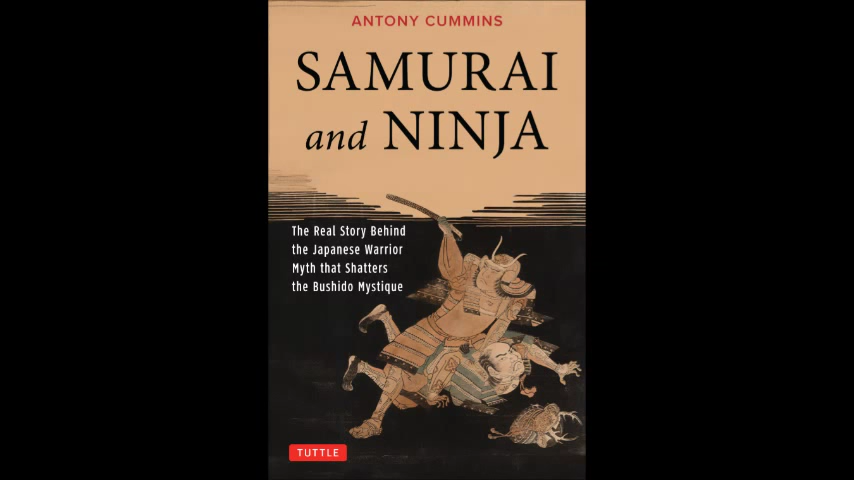 ANTONY CUMMINS
SAMURAI
and NINJA
The Real Story Behind
the Japanese Warrior
Myth that Shatters
the Bushido Mystique
TUTTLE